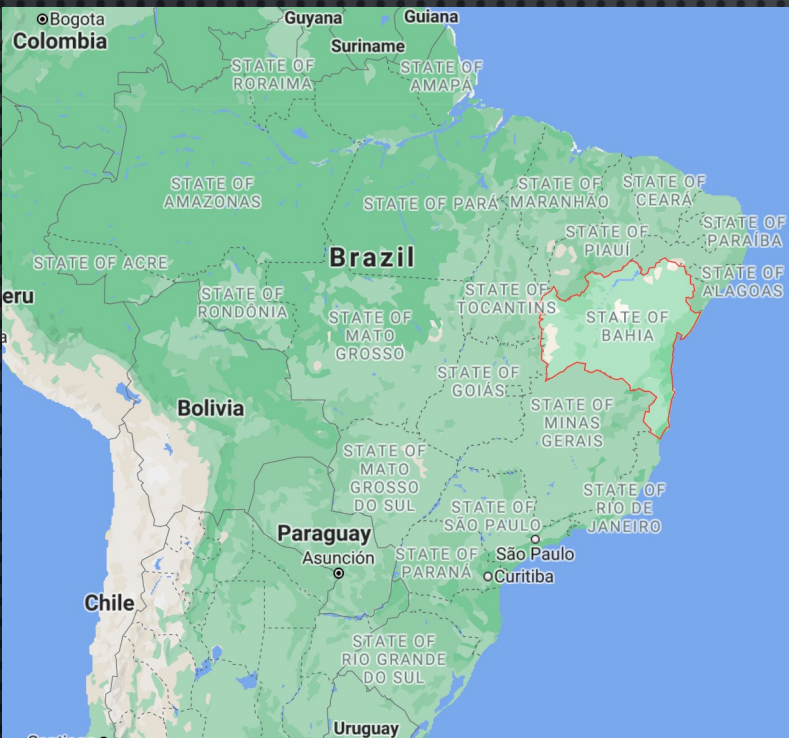 Bogota
Colombia
Guyana
Guiana
Suriname
STATE OF
RORAIMA
STATE OF
AMAPÁ
STATE OF
AMAZONAS
STATE OF PARÁ
STATE OF
MARANHÃO
STATE OF
CEARÁ
STATE OF
PARAÍBA
STATE OF
PIAUÍ
STATE OF ACRE
Brazil
STATE OF
ALAGOAS
eru
STATE OF
RONDÔNIA
STATE OF
TOCANTINS
STATE OF
MATO
GROSSO
STATE OF
BAHIA
a
STATE OF
GOIÁS
Bolivia
STATE OF
MINAS
GERAIS
STATE OF
MATO
GROSSO
DO SUL
STATE OF
RIO DE
JANEIRO
STATE OF
SÃO PAULO
Paraguay
Asunción
São Paulo
STATE OF
PARANÁ
Curitiba
Chile
STATE OF
RIO GRANDE
DO SUL
Uruguay